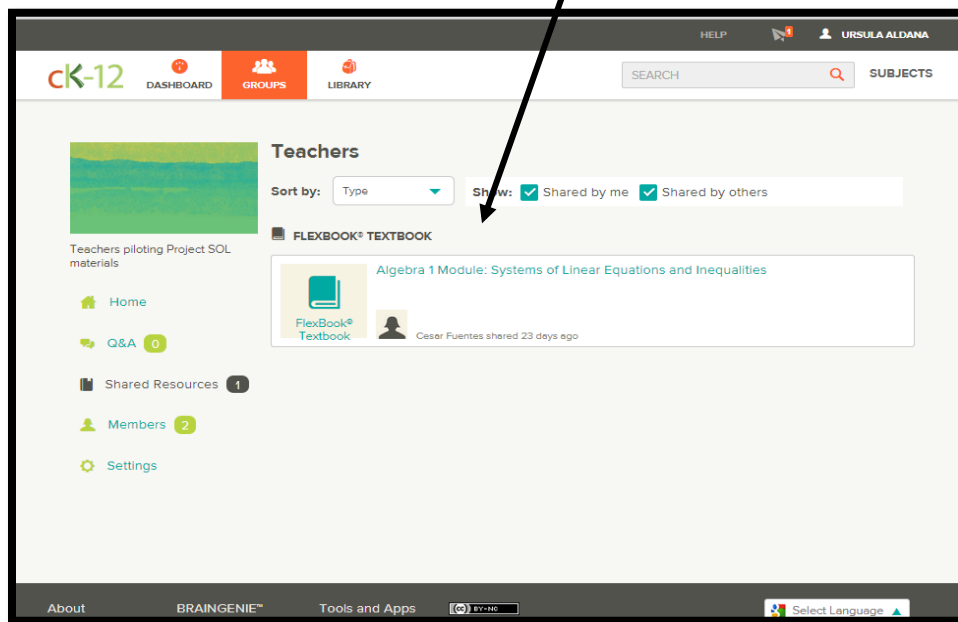 HELP 1 URSULA ALDANA
cK-12 DASHBOARD GROUPS LIBRARY SEARCH SUBJECTS
Teachers
Sort by: Type Show: Shared by me Shared by others
FLEXBOOK® TEXTBOOK
Teachers piloting Project SOL
materials
Algebra 1 Module: Systems of Linear Equations and Inequalities
FlexBook®
Textbook
Cesar Fuentes shared 23 days ago
Home
Q&A 0
Shared Resources 1
Members 2
Settings
About BRAINGENIE™ Tools and Apps (cc) BY-NC Select Language